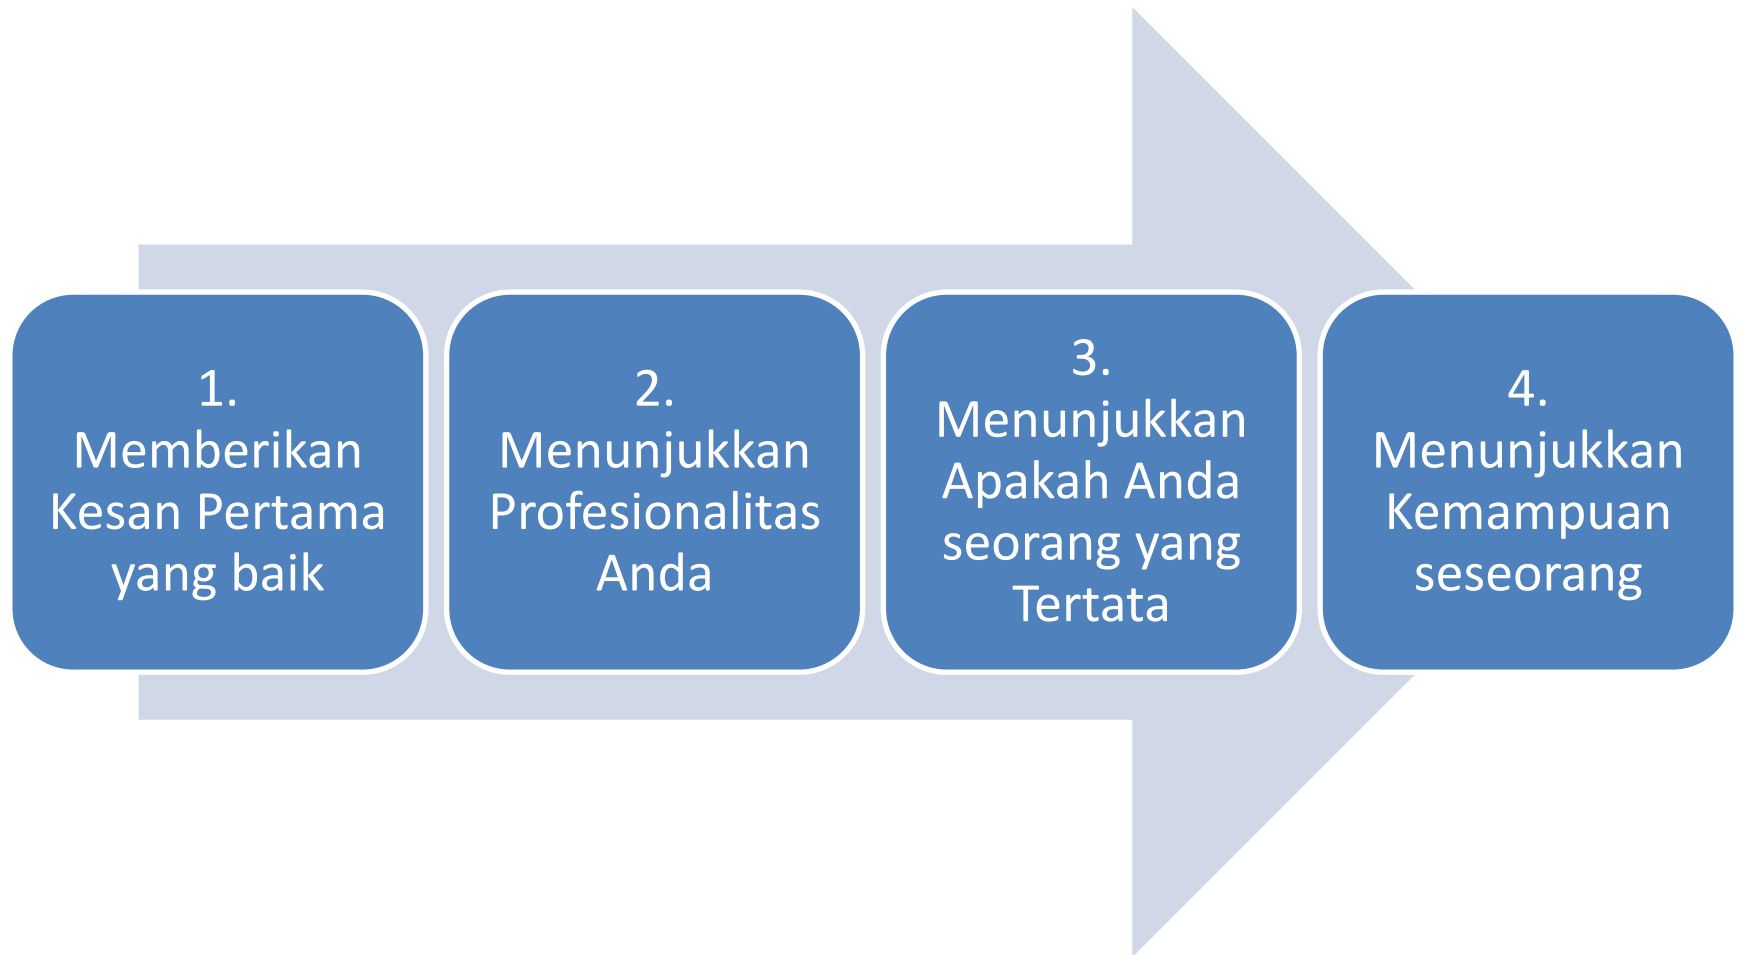 1.
Memberikan
Kesan Pertama
yang baik
2.
Menunjukkan
Profesionalitas
Anda
3.
Menunjukkan
Apakah Anda
seorang yang
Tertata
4.
Menunjukkan
Kemampuan
seseorang